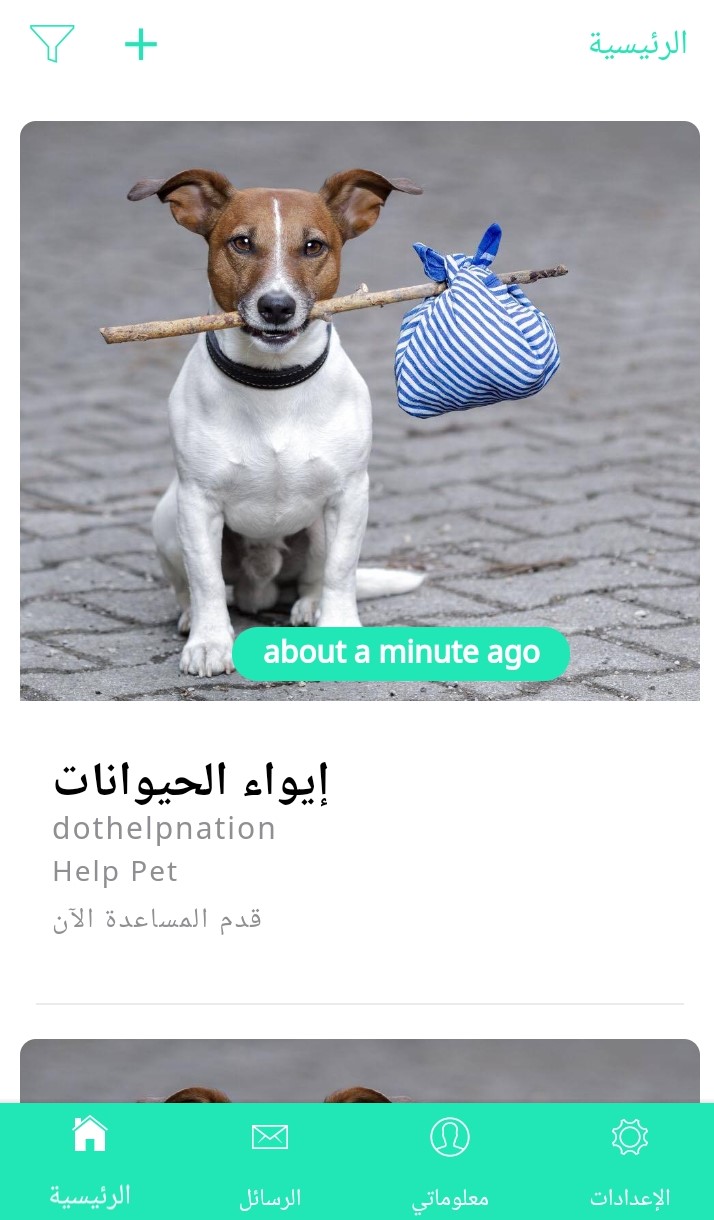 الرئيسية
about a minute ago
إيواء الحيوانات
dothelpnation
Help Pet
قدم المساعدة الآن
الرئيسية
الرسائل
معلوماتي
الإعدادات